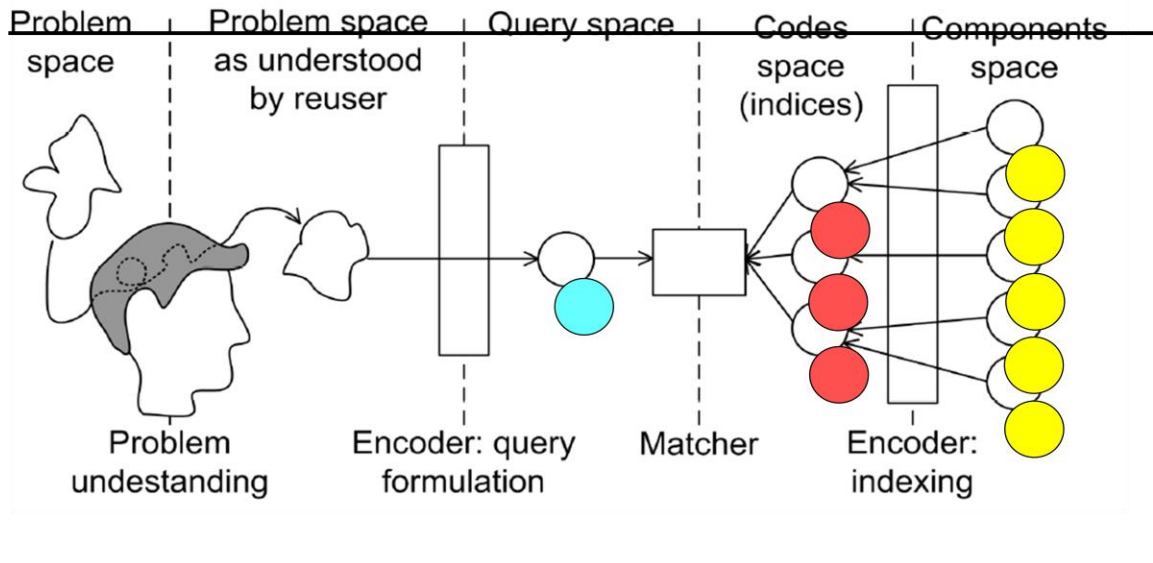 Problem
space
Problem space
as understood
by reuser
Query space
Codes
space
(indices)
Components
space
Problem
undestanding
Encoder: query
formulation
Matcher
Encoder:
indexing